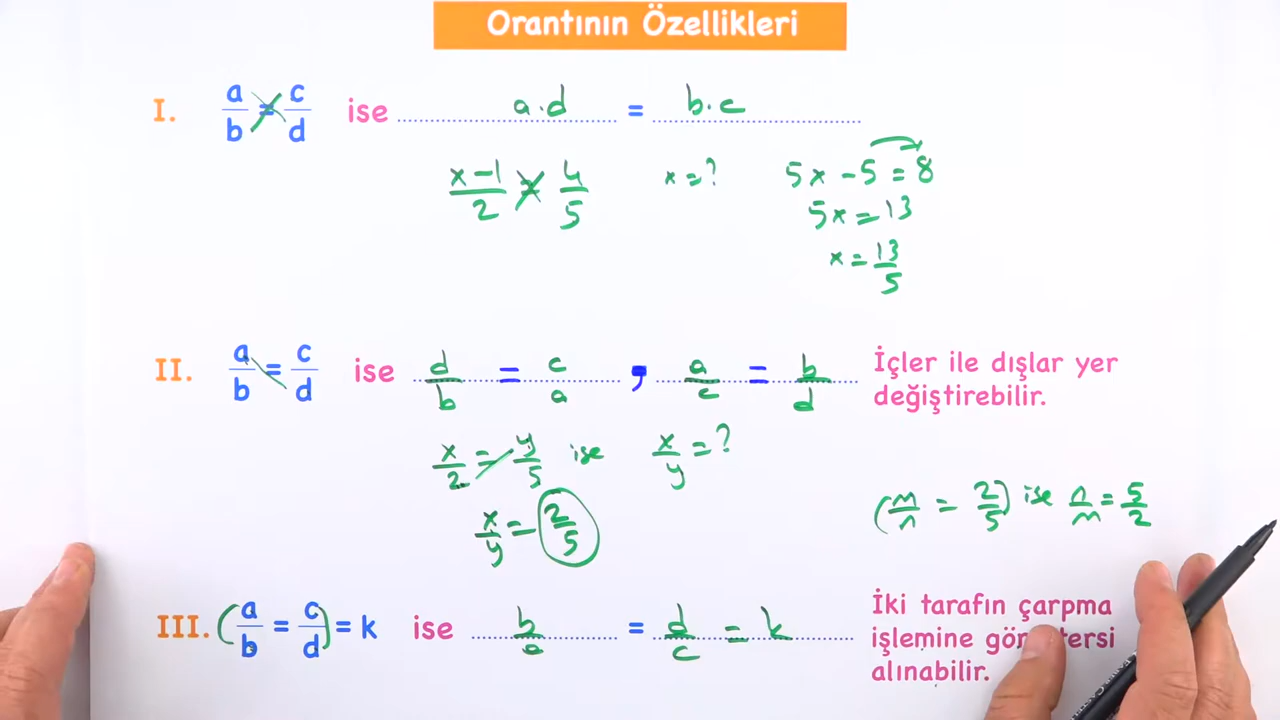 Orantının Özellikleri
I. a/b = c/d ise a.d = b.c
x-1/2 = 4/5 x=? 5x-5=8
5x=13
x=13/5
II. a/b = c/d ise d/b = c/a , a/c = b/d İçler ile dışlar yer
değiştirebilir.
x/2 = y/5 ise x/y = ?
x/y = 2/5
(m/n = 2/5) ise n/m = 5/2
III. (a/b = c/d) = k ise b/a = d/c = k İki tarafın çarpma
işlemine
alınabilir.